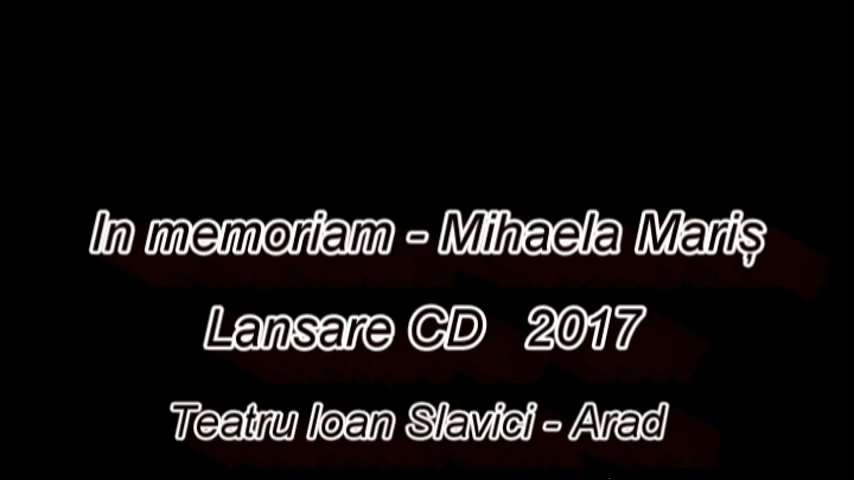 In memoriam - Mihaela Mariș
Lansare CD 2017
Teatru Ioan Slavici - Arad